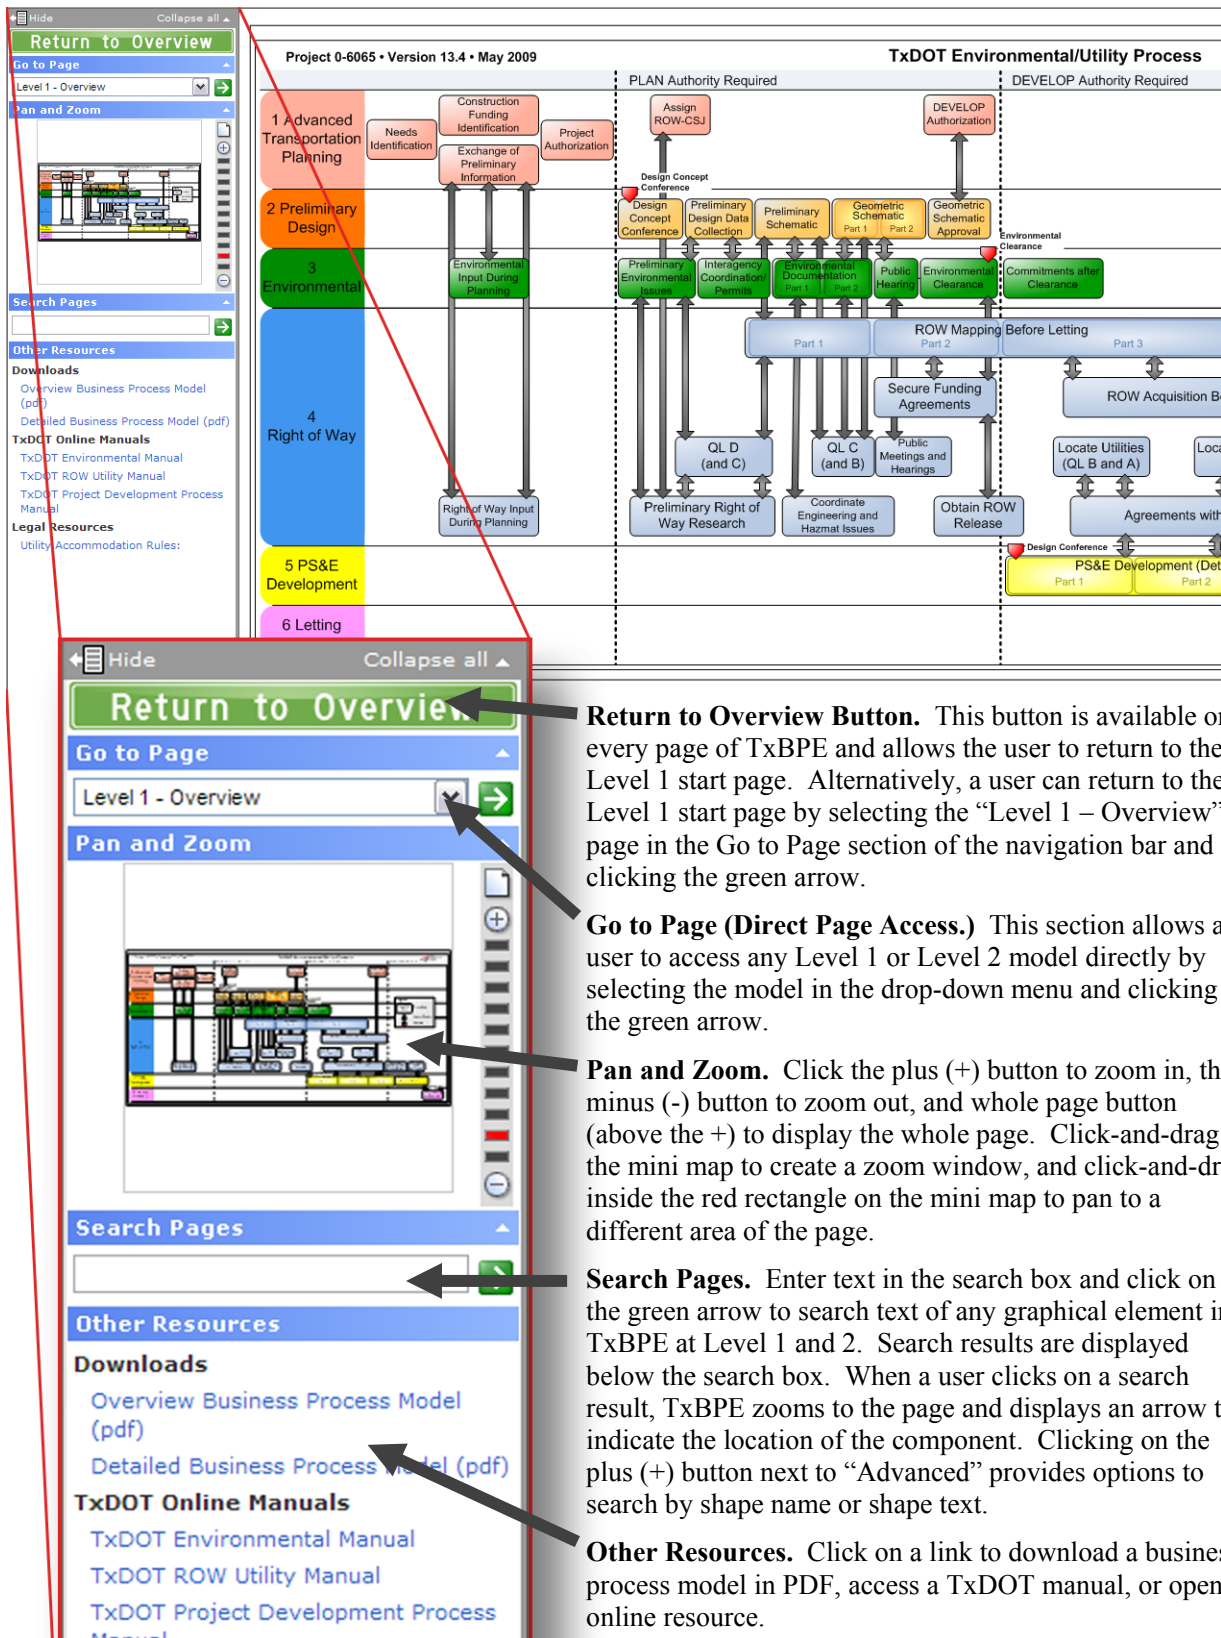 Hide
Collapse all
Return to Overview
Go to Page
Level 1 - Overview
Pan and Zoom
Search Pages
Other Resources
Downloads
Overview Business Process Model
(pdf)
Detailed Business Process Model (pdf)
TxDOT Online Manuals
TxDOT Environmental Manual
TxDOT ROW Utility Manual
TxDOT Project Development Process
Manual
Legal Resources
Utility Accommodation Rules:
Project 0-6065 • Version 13.4 • May 2009
TxDOT Environmental/Utility Process
PLAN Authority Required
DEVELOP Authority Required
1 Advanced
Transportation
Planning
Needs
Identification
Construction
Funding
Identification
Exchange of
Preliminary
Information
Project
Authorization
Assign
ROW-CSJ
DEVELOP
Authorization
Design Concept
Conference
2 Preliminary
Design
Design
Concept
Conference
Preliminary
Design Data
Collection
Preliminary
Schematic
Geometric
Schematic
Part 1
Part 2
Geometric
Schematic
Approval
Environmental
Clearance
3
Environmental
Environmental
Input During
Planning
Preliminary
Environmental
Issues
Interagency
Coordination/
Permits
Environmental
Documentation
Part 1
Part 2
Public
Hearing
Environmental
Clearance
Commitments after
Clearance
4
Right of Way
ROW Mapping Before Letting
Part 1
Part 2
Part 3
Secure Funding
Agreements
ROW Acquisition B
QL D
(and C)
QL C
(and B)
Public
Meetings and
Hearings
Locate Utilities
(QL B and A)
Loca
Right of Way Input
During Planning
Preliminary Right of
Way Research
Coordinate
Engineering and
Hazmat Issues
Obtain ROW
Release
Agreements with
Design Conference
5 PS&E
Development
PS&E Development (Det
Part 1
Part 2
6 Letting
Hide
Collapse all
Return to Overview
Go to Page
Level 1 - Overview
Pan and Zoom
Search Pages
Other Resources
Downloads
Overview Business Process Model
(pdf)
Detailed Business Process Model (pdf)
TxDOT Online Manuals
TxDOT Environmental Manual
TxDOT ROW Utility Manual
TxDOT Project Development Process
Manual
Return to Overview Button. This button is available on
every page of TxBPE and allows the user to return to the
Level 1 start page. Alternatively, a user can return to the
Level 1 start page by selecting the “Level 1 – Overview”
page in the Go to Page section of the navigation bar and
clicking the green arrow.
Go to Page (Direct Page Access.) This section allows a
user to access any Level 1 or Level 2 model directly by
selecting the model in the drop-down menu and clicking
the green arrow.
Pan and Zoom. Click the plus (+) button to zoom in, th
minus (-) button to zoom out, and whole page button
(above the +) to display the whole page. Click-and-drag
the mini map to create a zoom window, and click-and-dr
inside the red rectangle on the mini map to pan to a
different area of the page.
Search Pages. Enter text in the search box and click on
the green arrow to search text of any graphical element in
TxBPE at Level 1 and 2. Search results are displayed
below the search box. When a user clicks on a search
result, TxBPE zooms to the page and displays an arrow t
indicate the location of the component. Clicking on the
plus (+) button next to “Advanced” provides options to
search by shape name or shape text.
Other Resources. Click on a link to download a busines
process model in PDF, access a TxDOT manual, or open
online resource.